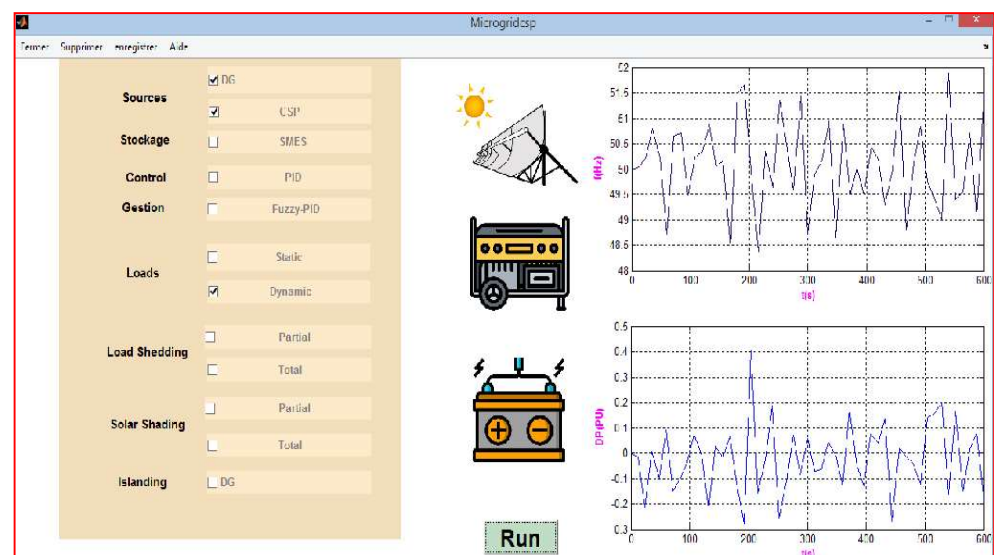 Microgridcsp
Fermer Supprimer enregistrer Aide
Sources
DG
CSP
Stockage
SMES
Control
PID
Gestion
Fuzzy-PID
Loads
Static
Dynamic
Load Shedding
Partial
Total
Solar Shading
Partial
Total
Islanding
DG
Run
f(Hz)
52
51.5
51
50.5
50
49.5
49
48.5
48
0 100 200 300 400 500 600
t(s)
DP(PU)
0.5
0.4
0.3
0.2
0.1
0
-0.1
-0.2
0.3
0 100 200 300 400 500 600
t(s)